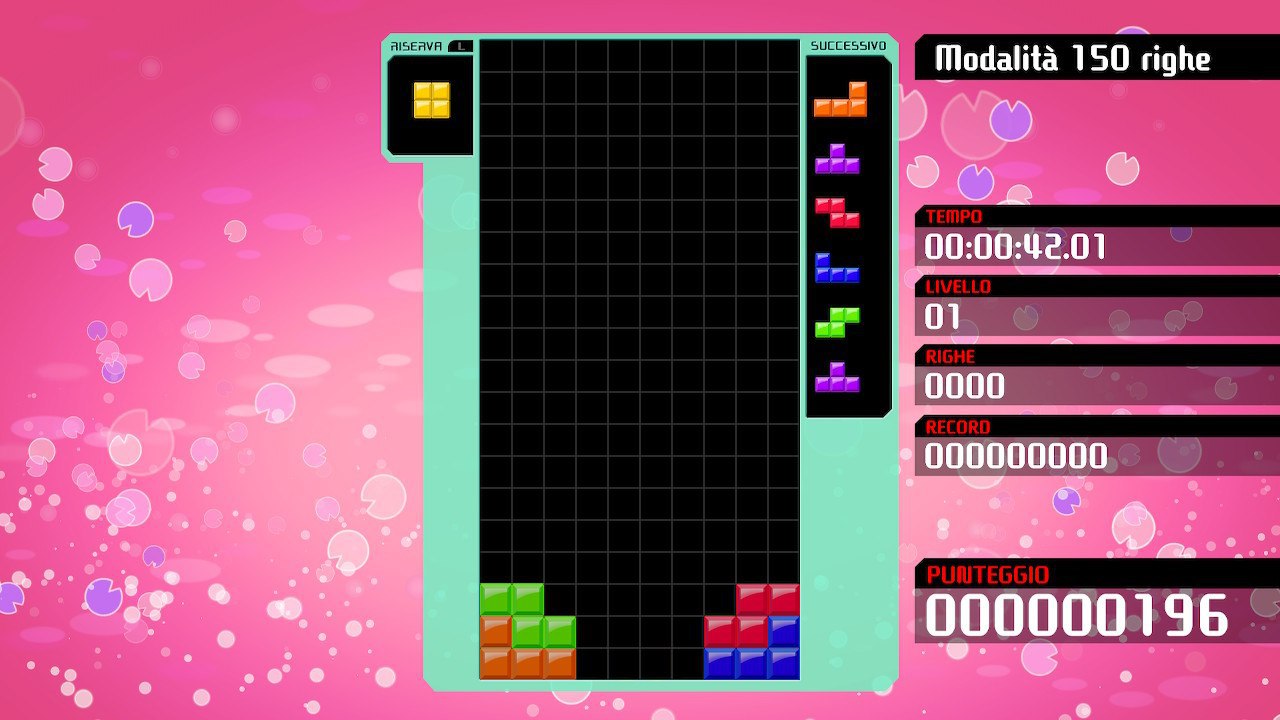 RISERVA L
SUCCESSIVO
Modalità 150 righe
TEMPO
00:00:42.01
LIVELLO
01
RIGHE
0000
RECORD
000000000
PUNTEGGIO
000000196